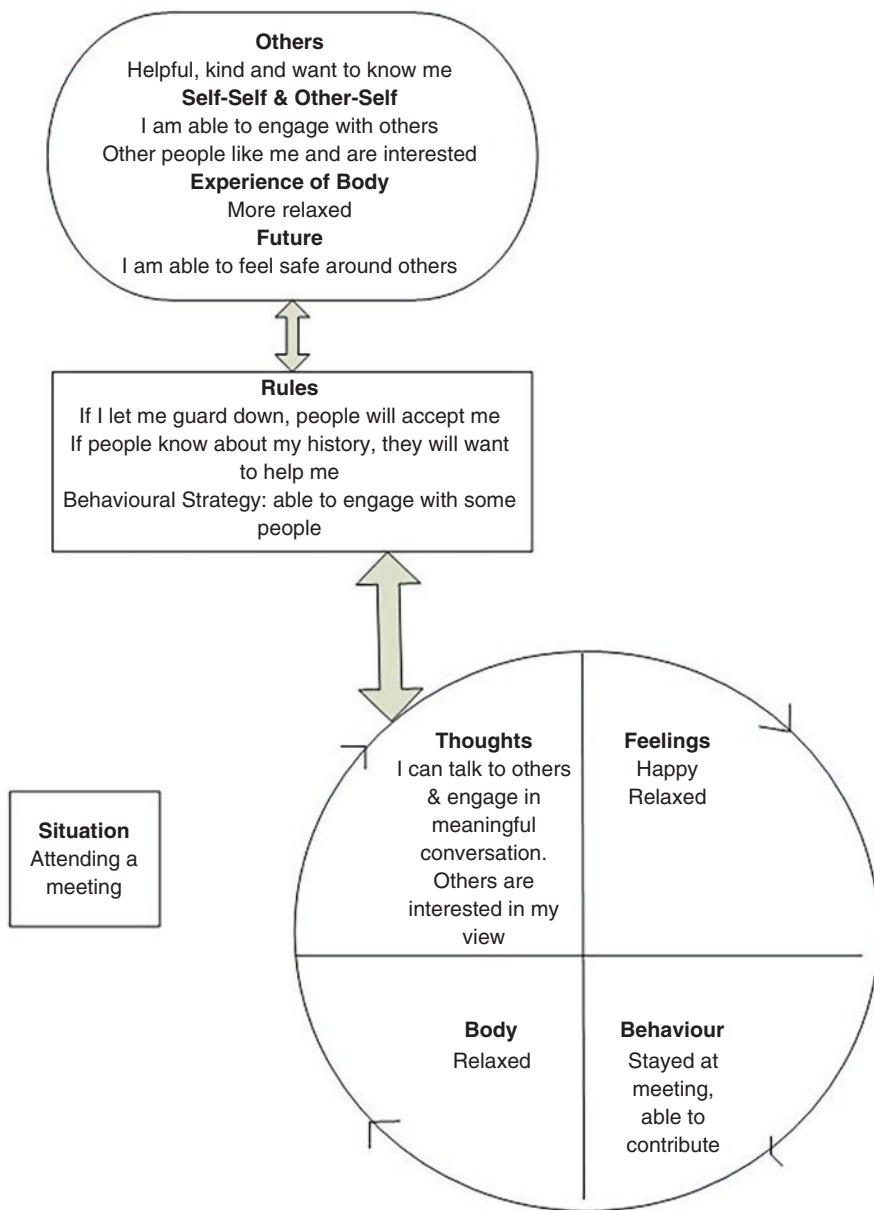 Others
Helpful, kind and want to know me
Self-Self & Other-Self
I am able to engage with others
Other people like me and are interested
Experience of Body
More relaxed
Future
I am able to feel safe around others
Rules
If I let me guard down, people will accept me
If people know about my history, they will want
to help me
Behavioural Strategy: able to engage with some
people
Situation
Attending a
meeting
Thoughts
I can talk to others
& engage in
meaningful
conversation.
Others are
interested in my
view
Feelings
Happy
Relaxed
Body
Relaxed
Behaviour
Stayed at
meeting,
able to
contribute